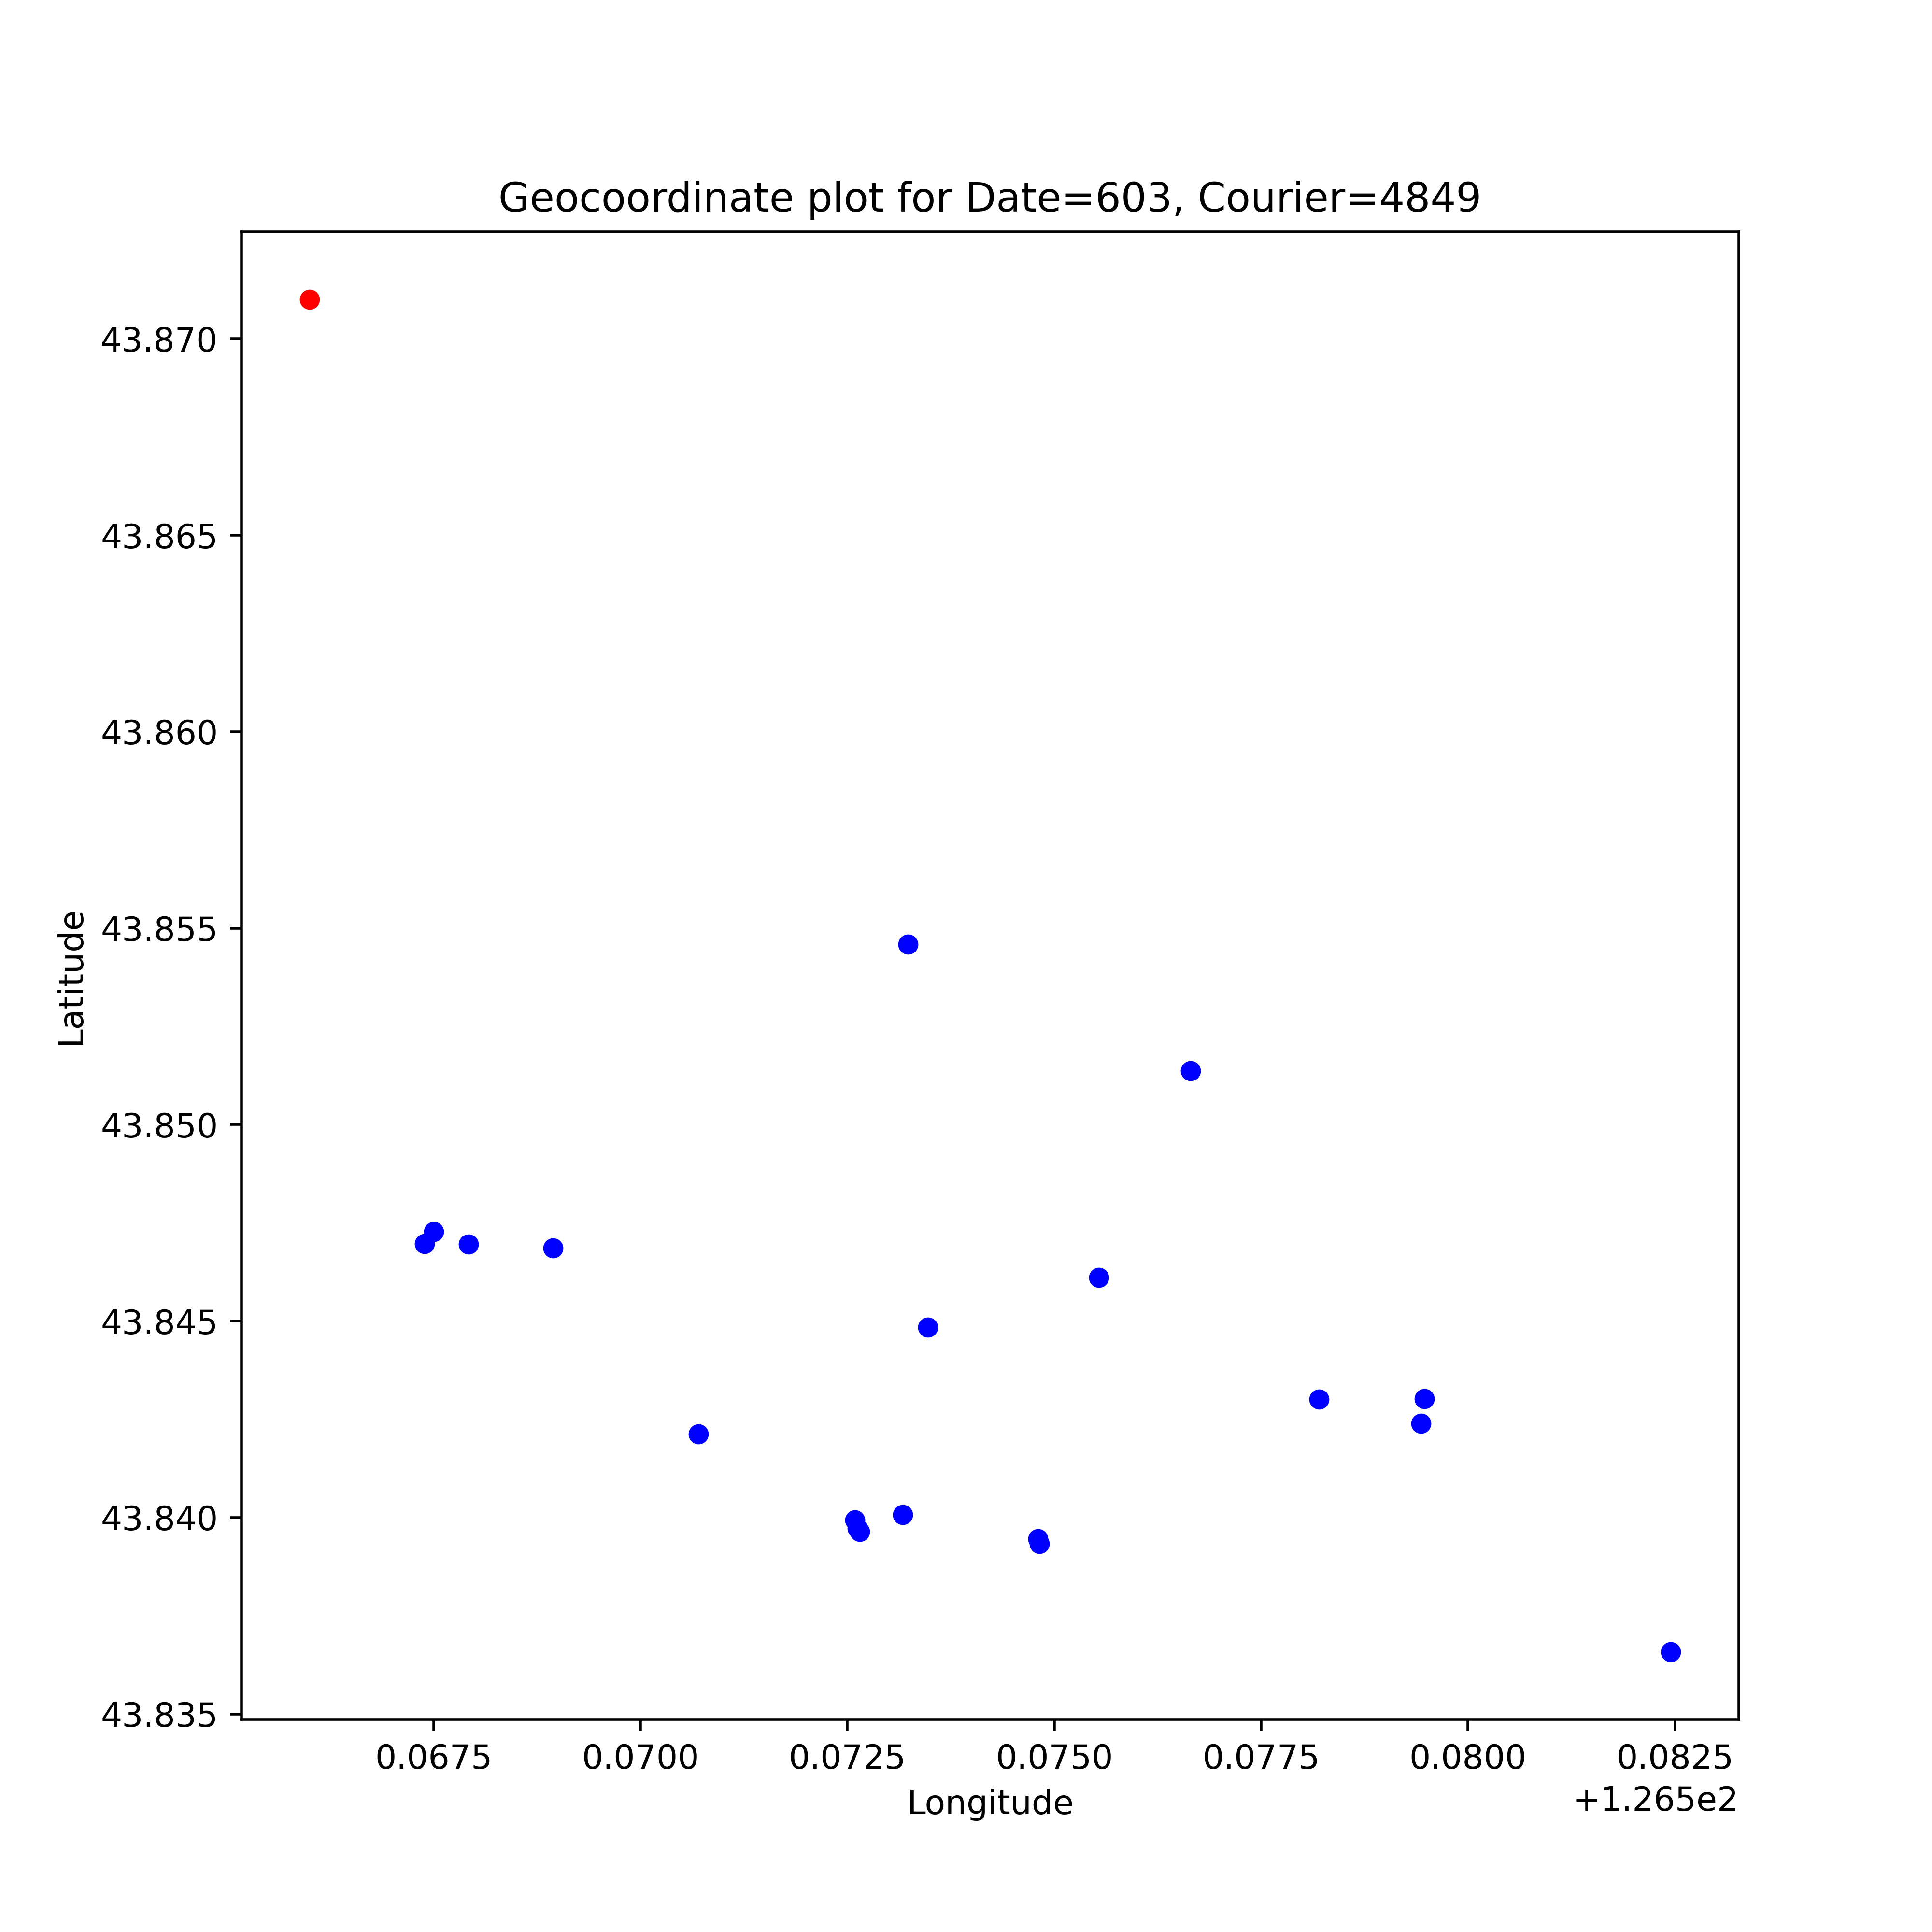 Geocoordinate plot for Date=603, Courier=4849
43.870
43.865
43.860
43.855
43.850
43.845
43.840
43.835
Latitude
0.0675 0.0700 0.0725 0.0750 0.0775 0.0800 0.0825
+1.265e2
Longitude